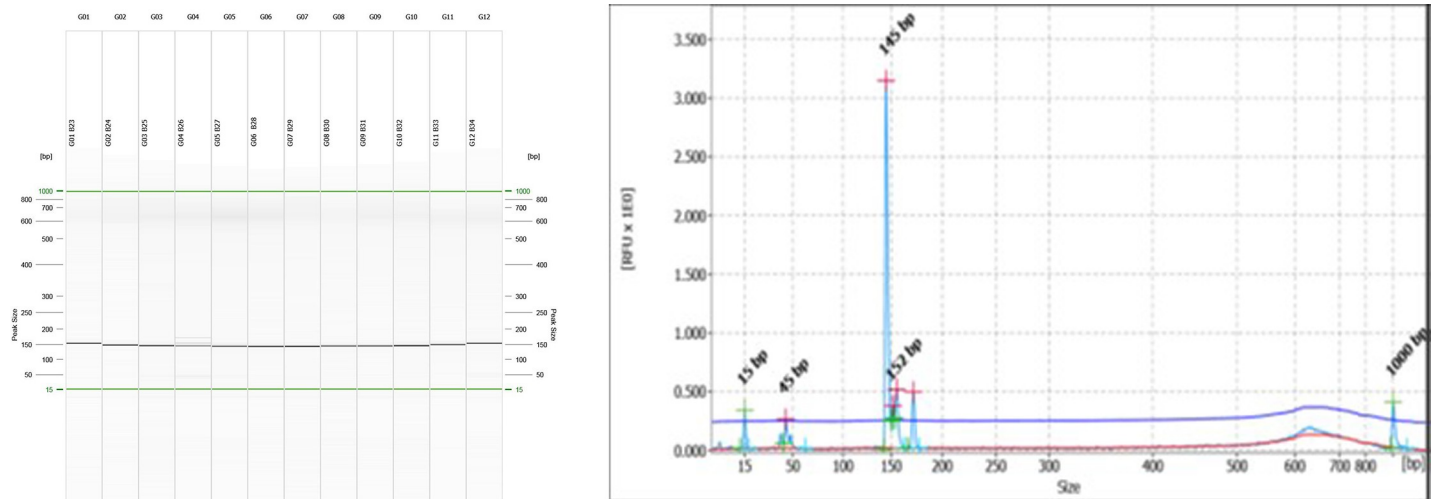 G01 G02 G03 G04 G05 G06 G07 G08 G09 G10 G11 G12
G01 B23
G02 B24
G03 B25
G04 B26
G05 B27
G06 B28
G07 B29
G08 B30
G09 B31
G10 B32
G11 B33
G12 B34
[bp] [bp]
1000 1000
800 800
700 700
600 600
500 500
400 400
300 300
250 250
200 200
150 150
100 100
50 50
15 15
Peak Size Peak Size
[RFU x 1E0]
3.500
3.000
2.500
2.000
1.500
1.000
0.500
0.000
15 bp
45 bp
145 bp
152 bp
1000 bp
15 50 100 150 200 250 300 400 500 600 700 800 [bp]
Size